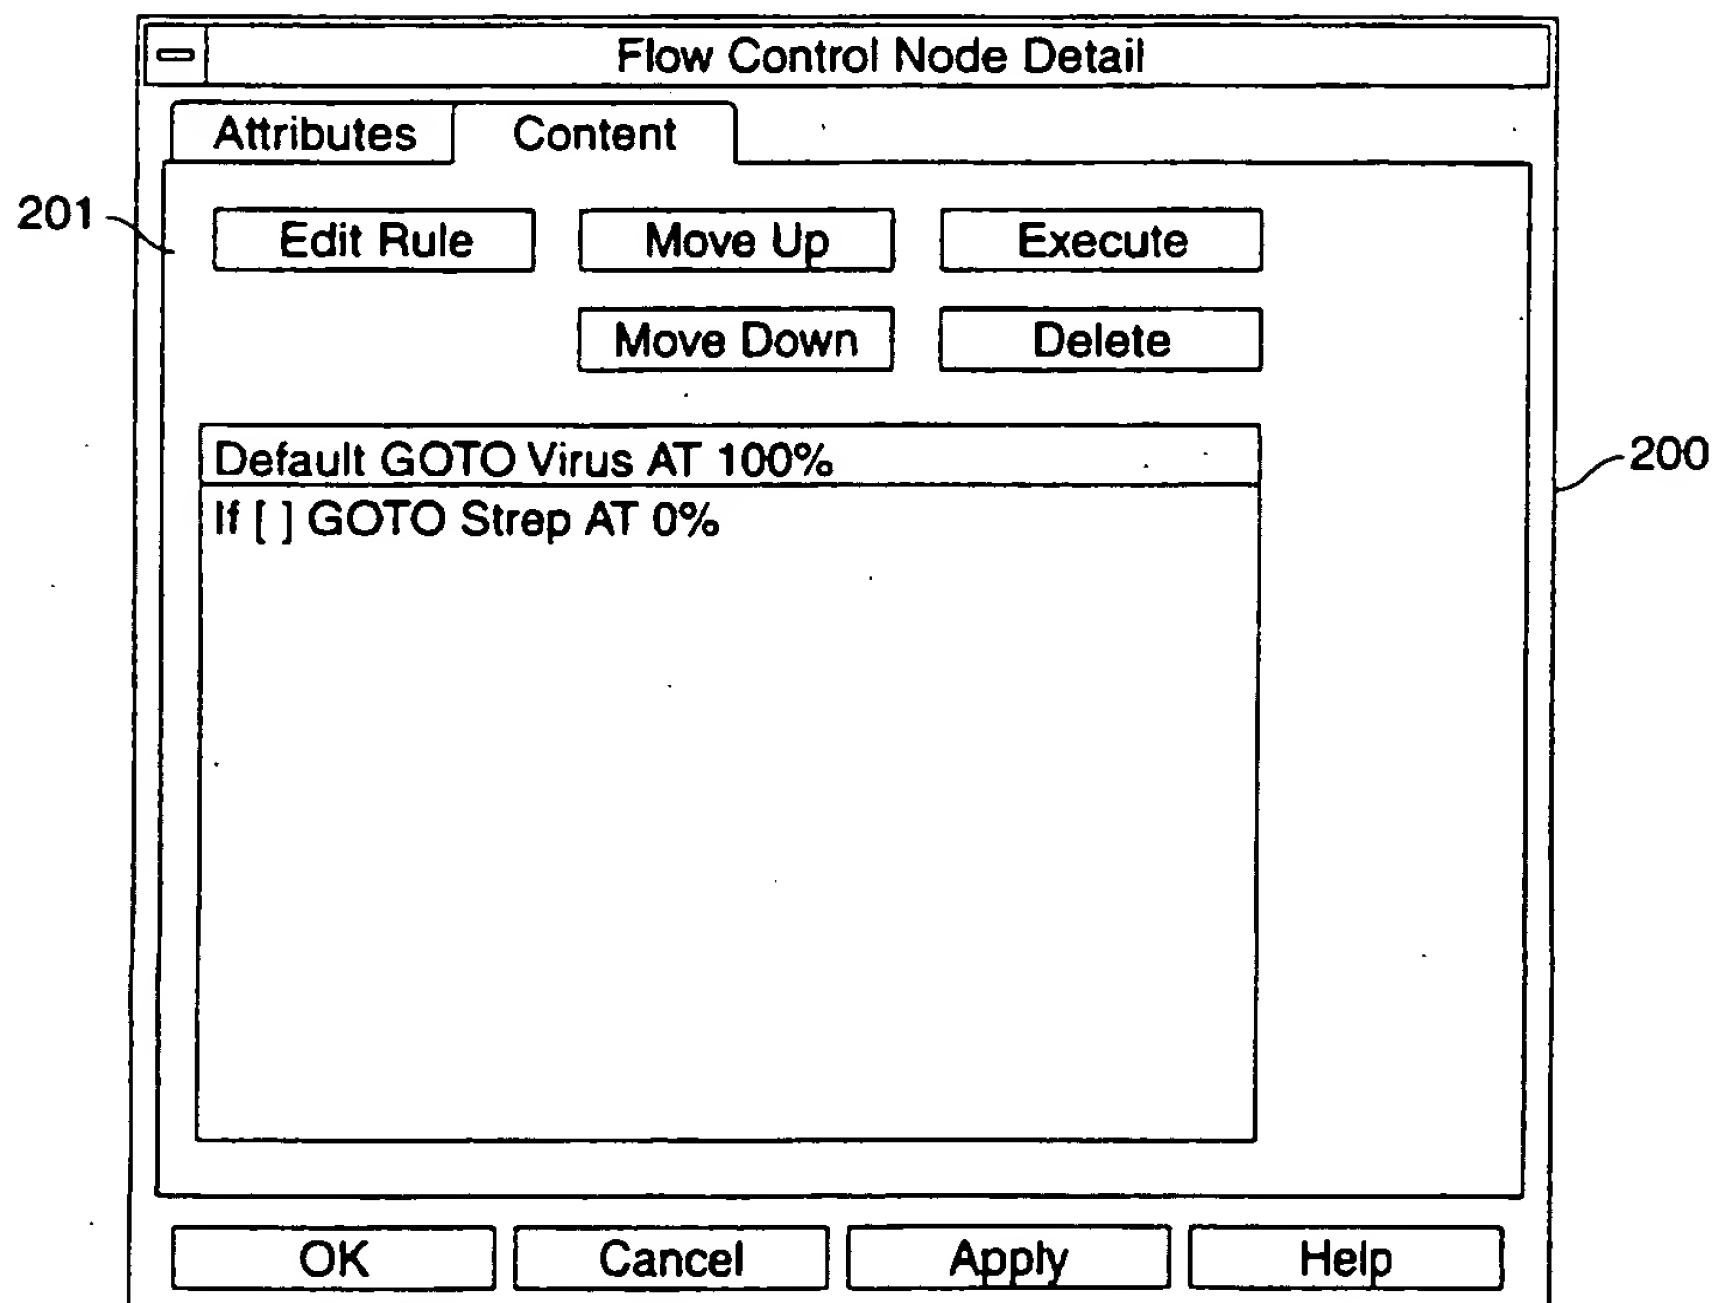 Flow Control Node Detail
Attributes Content
201
Edit Rule Move Up Execute
Move Down Delete
Default GOTO Virus AT 100%
200
If [ ] GOTO Strep AT 0%
OK Cancel Apply Help